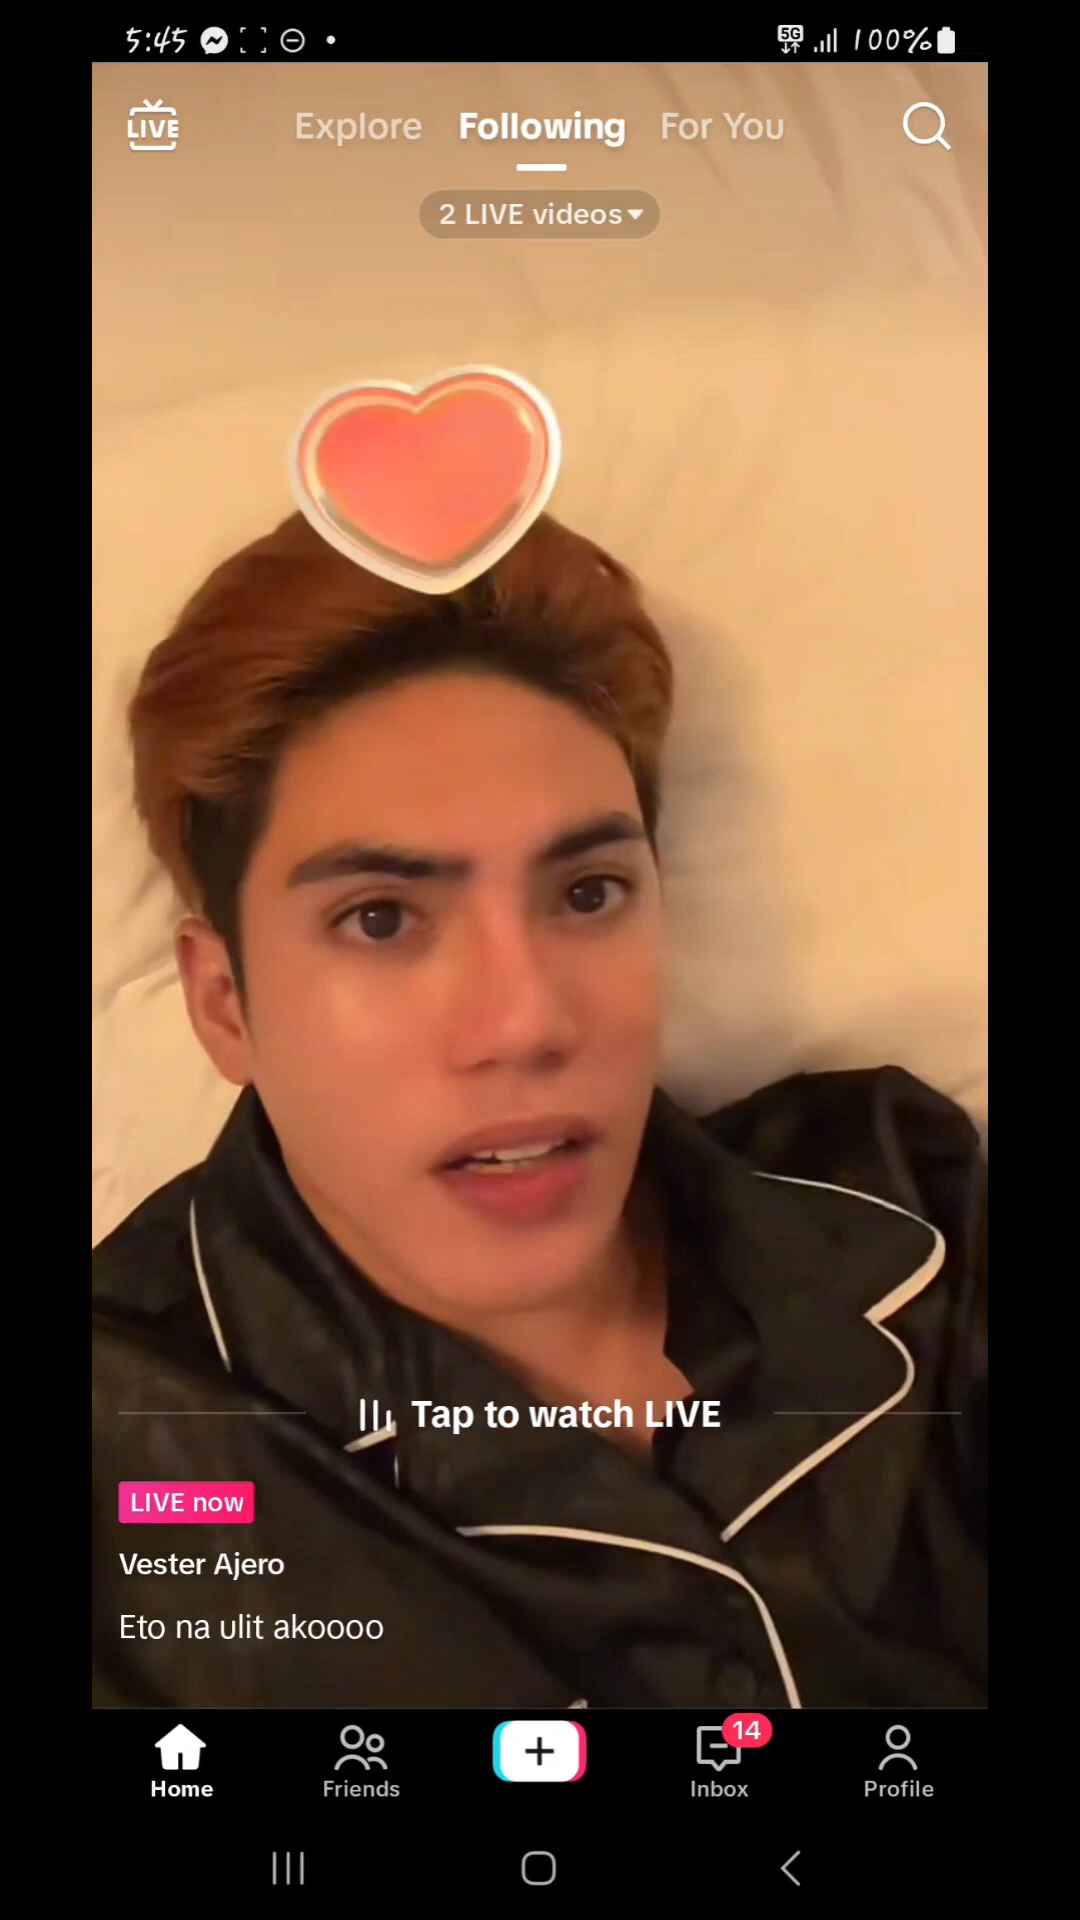 5:45
5G
100%
LIVE
Explore Following For You
2 LIVE videos
Tap to watch LIVE
LIVE now
Vester Ajero
Eto na ulit akoooo
14
Home Friends Inbox Profile